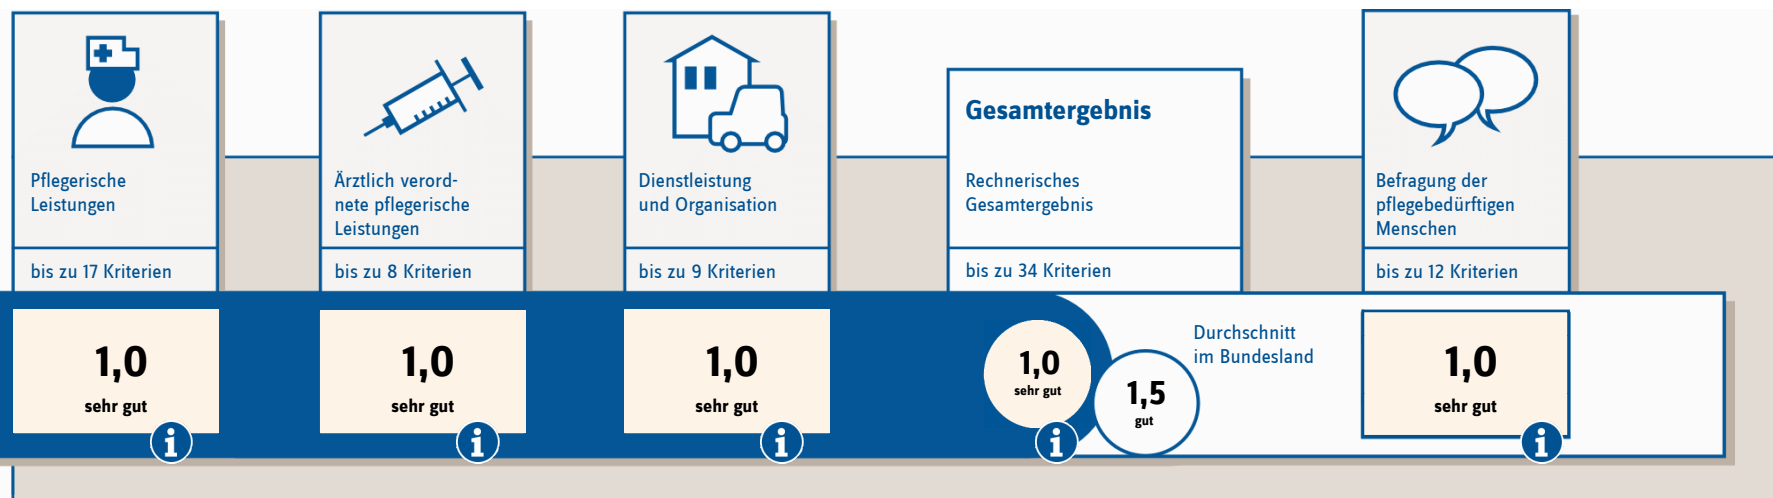 Pflegerische
Leistungen
bis zu 17 Kriterien
1,0
sehr gut
i
Ärztlich verord-
nete pflegerische
Leistungen
bis zu 8 Kriterien
1,0
sehr gut
i
Dienstleistung
und Organisation
bis zu 9 Kriterien
1,0
sehr gut
i
Gesamtergebnis
Rechnerisches
Gesamtergebnis
bis zu 34 Kriterien
1,0
sehr gut
i
1,5
gut
Durchschnitt
im Bundesland
Befragung der
pflegebedürftigen
Menschen
bis zu 12 Kriterien
1,0
sehr gut
i